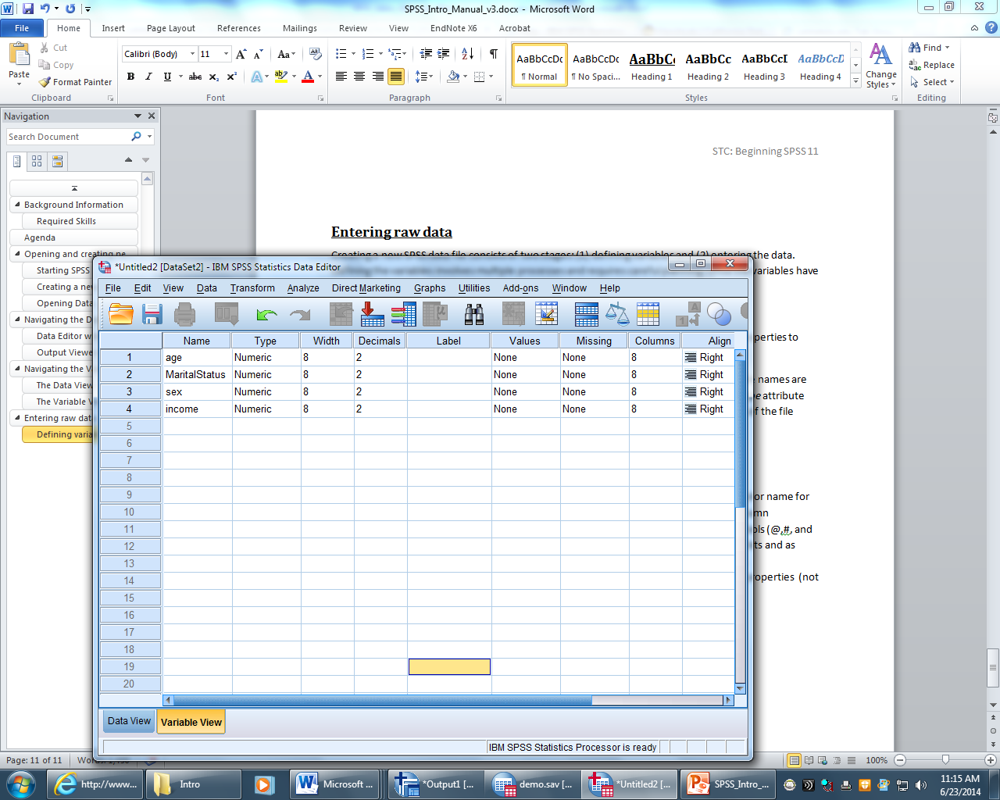 SPSS_Intro_Manual_v3.docx - Microsoft Word
File Home Insert Page Layout References Mailings Review View EndNote X6 Acrobat
Paste
Cut
Copy
Format Painter
Clipboard
Calibri (Body) 11
Font
Paragraph
AaBbCcDc AaBbCcDc AaBbCc AaBbCc AaBbCcI AaBbCcD
¶ Normal ¶ No Spaci... Heading 1 Heading 2 Heading 3 Heading 4
Change Styles
Styles
Find
Replace
Select
Editing
Navigation
Search Document
Background Information
Required Skills
Agenda
Opening and creating ne
Starting SPSS
Creating a nev
Opening Data
Navigating the D
Data Editor w
Output Viewe
Navigating the V
The Data View
The Variable V
Entering raw dat
Defining varia
STC: Beginning SPSS 11
Entering raw data
Creating a new SPSS data file consists of two stages: (1) defining variables and (2) entering the data.
variables have
operties to
e names are
e attribute
f the file
or name for
mn
ols (@,#, and
ts and as
operties (not
*Untitled2 [DataSet2] - IBM SPSS Statistics Data Editor
File Edit View Data Transform Analyze Direct Marketing Graphs Utilities Add-ons Window Help
Name Type Width Decimals Label Values Missing Columns Align
1 age Numeric 8 2 None None 8 Right
2 MaritalStatus Numeric 8 2 None None 8 Right
3 sex Numeric 8 2 None None 8 Right
4 income Numeric 8 2 None None 8 Right
5
6
7
8
9
10
11
12
13
14
15
16
17
18
19
20
Data View Variable View
IBM SPSS Statistics Processor is ready
Page: 11 of 11
100%
http://www... Intro Microsoft ... *Output1 [... demo.sav [... *Untitled2 [... SPSS_Intro_...
11:15 AM
6/23/2014